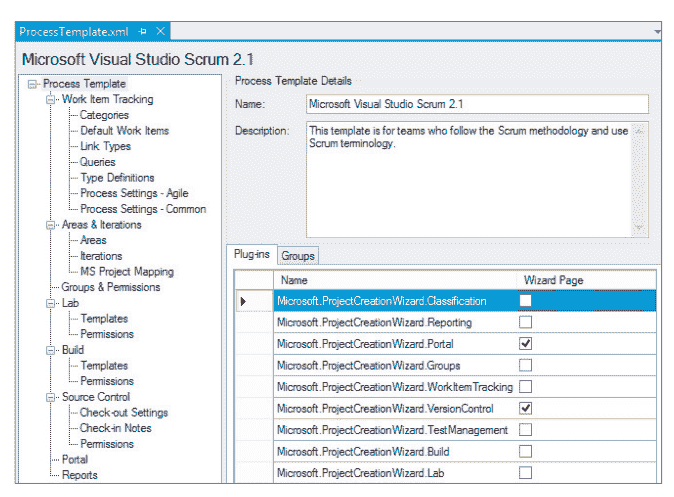 ProcessTemplate.xml
Microsoft Visual Studio Scrum 2.1
Process Template
Work Item Tracking
Categories
Default Work Items
Link Types
Queries
Type Definitions
Process Settings - Agile
Process Settings - Common
Areas & Iterations
Areas
Iterations
MS Project Mapping
Groups & Permissions
Lab
Templates
Permissions
Build
Templates
Permissions
Source Control
Check-out Settings
Check-in Notes
Permissions
Portal
Reports
Process Template Details
Name: Microsoft Visual Studio Scrum 2.1
Description: This template is for teams who follow the Scrum methodology and use
Scrum terminology.
Plug-ins Groups
Name Wizard Page
Microsoft.ProjectCreationWizard.Classification
Microsoft.ProjectCreationWizard.Reporting
Microsoft.ProjectCreationWizard.Portal
Microsoft.ProjectCreationWizard.Groups
Microsoft.ProjectCreationWizard.WorkItemTracking
Microsoft.ProjectCreationWizard.VersionControl
Microsoft.ProjectCreationWizard.TestManagement
Microsoft.ProjectCreationWizard.Build
Microsoft.ProjectCreationWizard.Lab